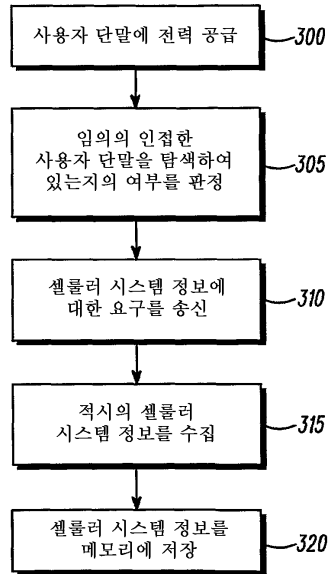 사용자 단말에 전력 공급
300
임의의 인접한
사용자 단말을 탐색하여
있는지의 여부를 판정
305
셀룰러 시스템 정보에
대한 요구를 송신
310
적시의 셀룰러
시스템 정보를 수집
315
셀룰러 시스템 정보를
메모리에 저장
320